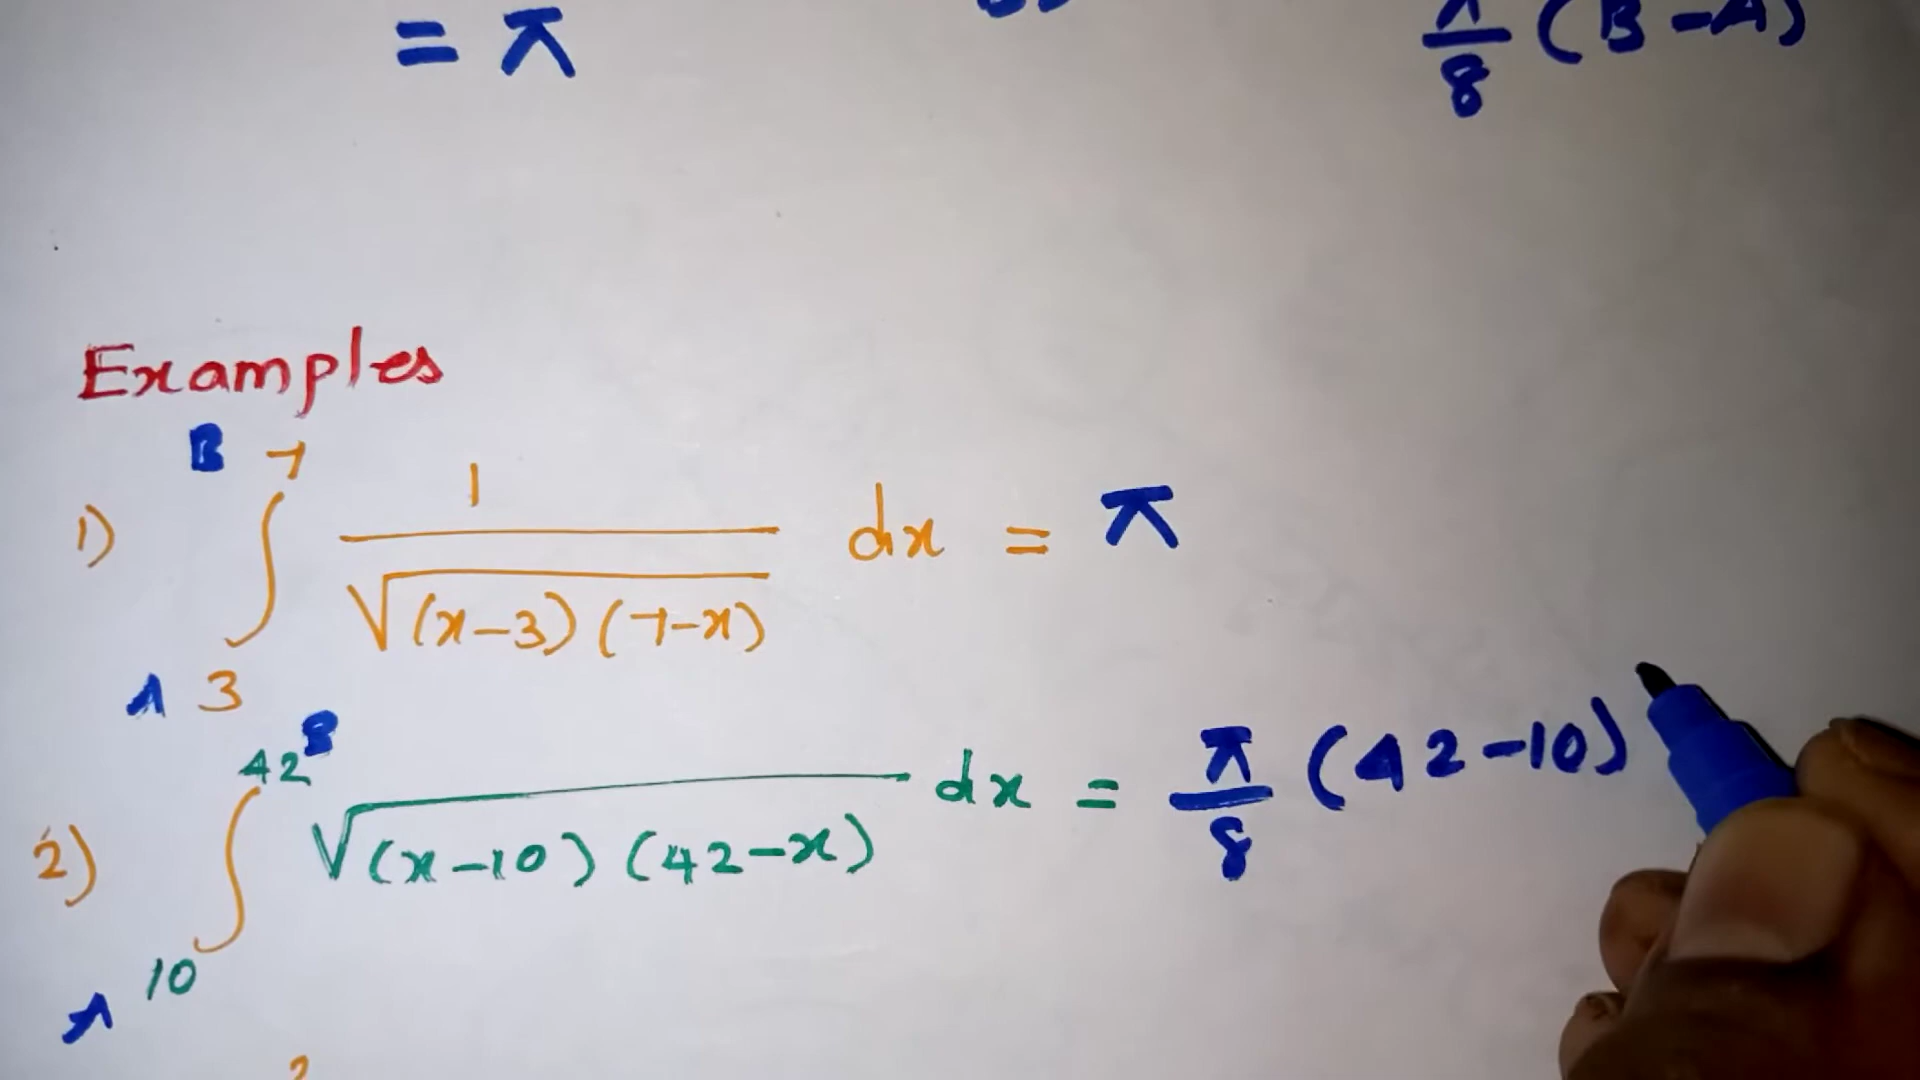 = π
π/8 (B-A)
Examples
1) ∫_{A 3}^{B 7} 1/√((x-3)(7-x)) dx = π
2) ∫_{A 10}^{42 B} √((x-10)(42-x)) dx = π/8 (42-10)